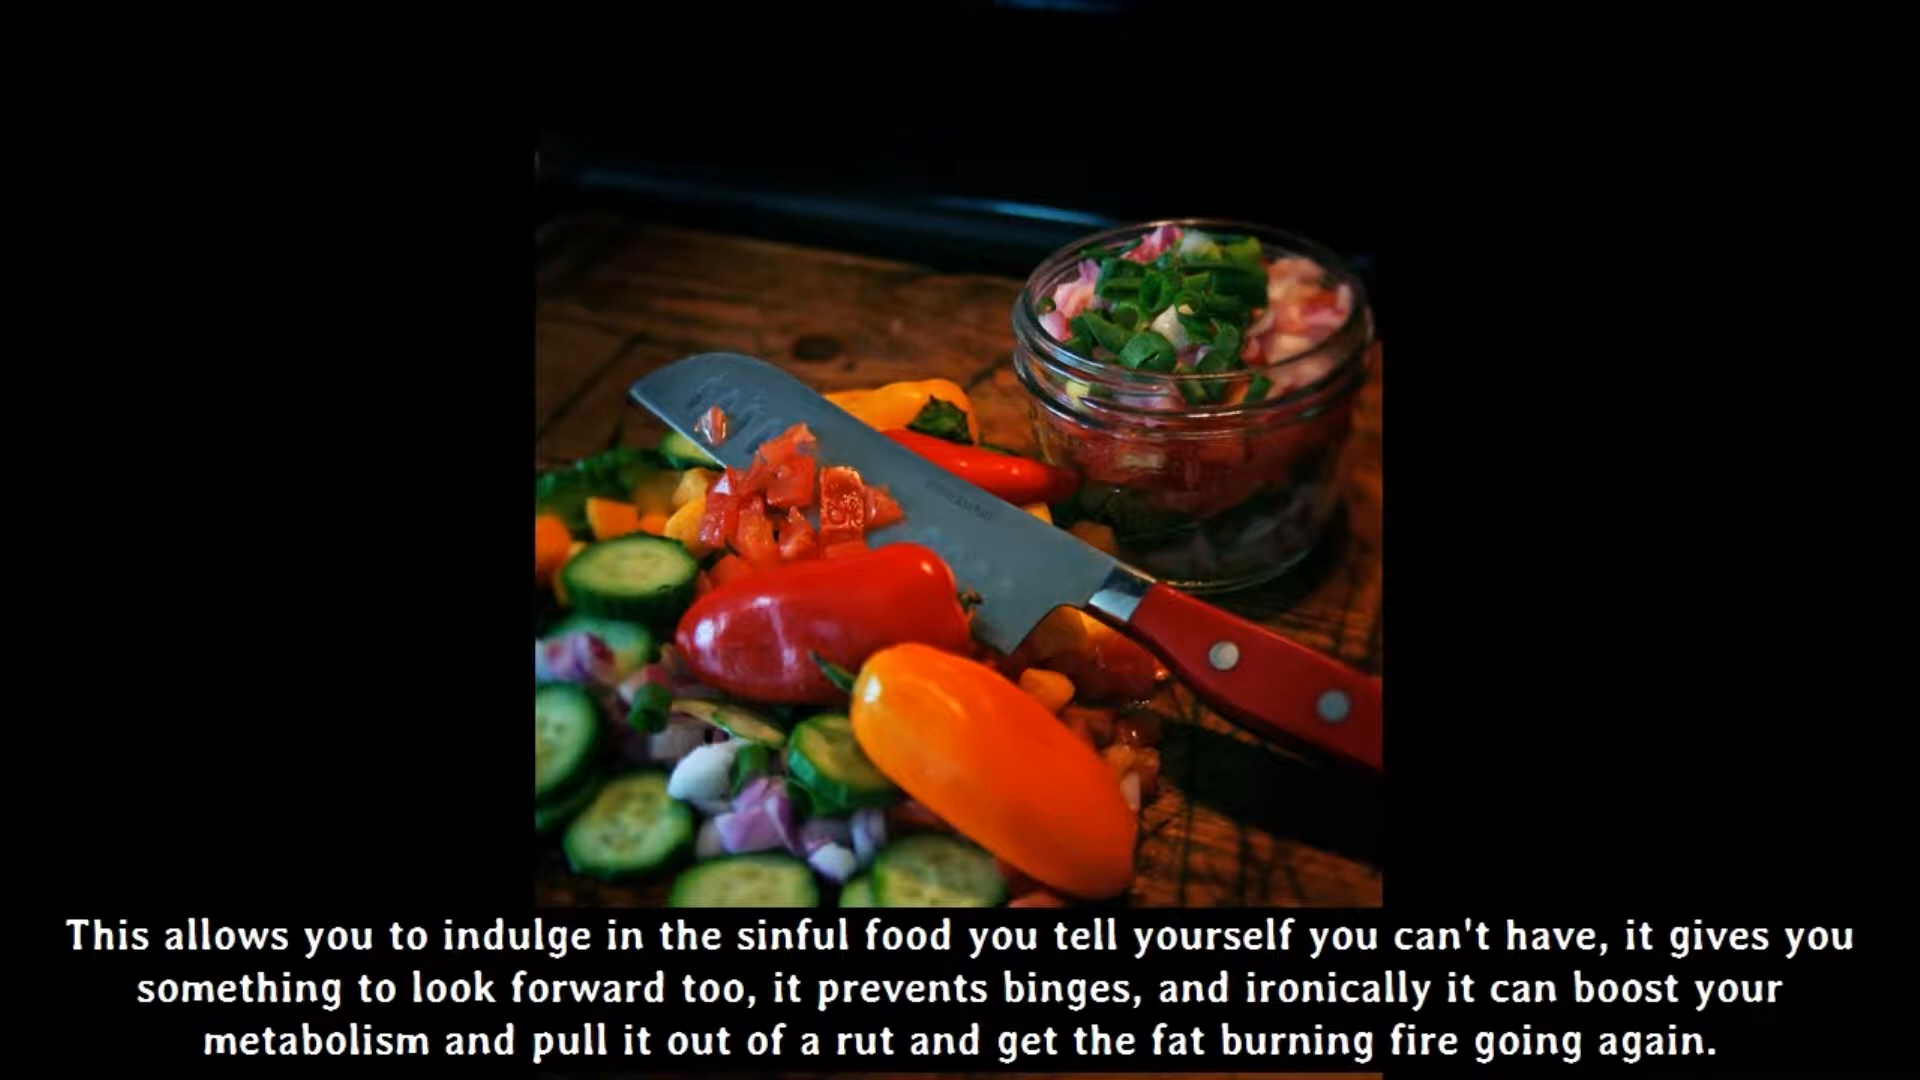 This allows you to indulge in the sinful food you tell yourself you can't have, it gives you
something to look forward too, it prevents binges, and ironically it can boost your
metabolism and pull it out of a rut and get the fat burning fire going again.